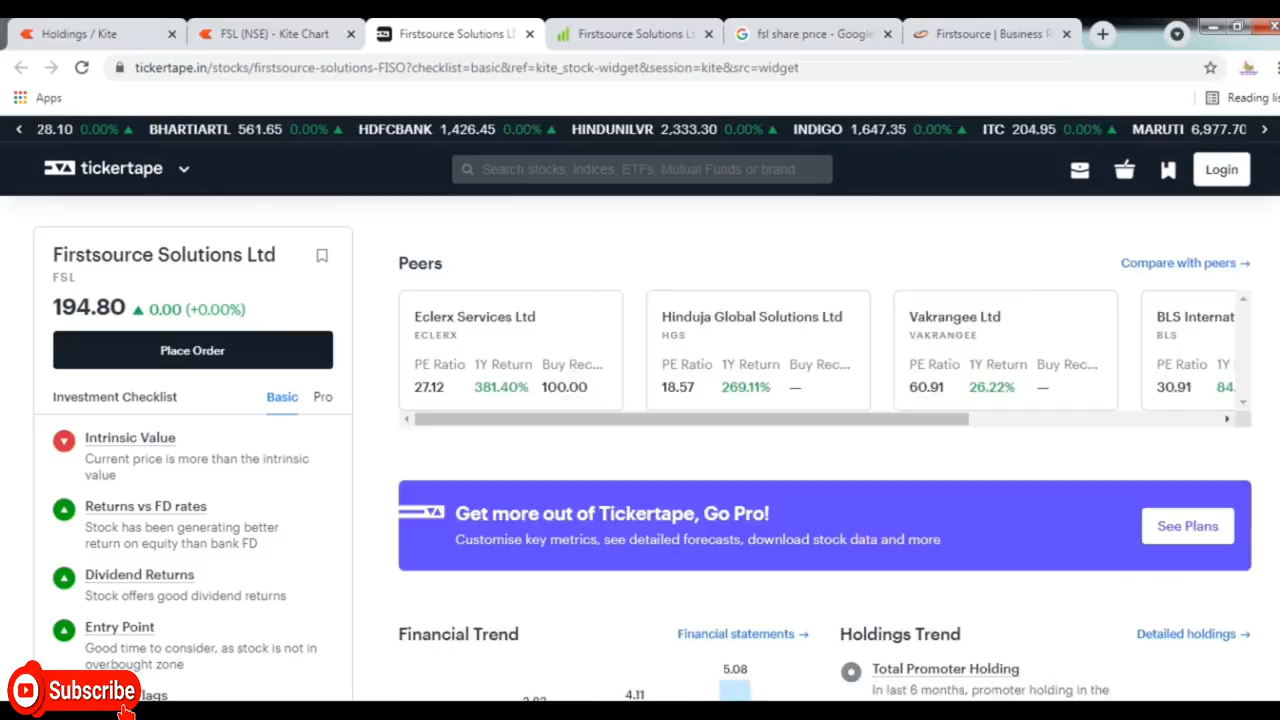 Holdings / Kite
FSL (NSE) - Kite Chart
Firstsource Solutions L
Firstsource Solutions L
fsl share price - Google
Firstsource | Business P
tickertape.in/stocks/firstsource-solutions-FISO?checklist=basic&ref=kite_stock-widget&session=kite&src=widget
Apps
Reading lis
28.10 0.00% BHARTIARTL 561.65 0.00% HDFCBANK 1,426.45 0.00% HINDUNILVR 2,333.30 0.00% INDIGO 1,647.35 0.00% ITC 204.95 0.00% MARUTI 6,977.70
tickertape
Search stocks, indices, ETFs, Mutual Funds or brand
Login
Firstsource Solutions Ltd
FSL
194.80 0.00 (+0.00%)
Place Order
Investment Checklist Basic Pro
Intrinsic Value
Current price is more than the intrinsic
value
Returns vs FD rates
Stock has been generating better
return on equity than bank FD
Dividend Returns
Stock offers good dividend returns
Entry Point
Good time to consider, as stock is not in
overbought zone
lags
Subscribe
Peers
Compare with peers →
Eclerx Services Ltd
ECLERX
PE Ratio 1Y Return Buy Rec...
27.12 381.40% 100.00
Hinduja Global Solutions Ltd
HGS
PE Ratio 1Y Return Buy Rec...
18.57 269.11% —
Vakrangee Ltd
VAKRANGEE
PE Ratio 1Y Return Buy Rec...
60.91 26.22% —
BLS Internat
BLS
PE Ratio 1Y
30.91 84.
Get more out of Tickertape, Go Pro!
Customise key metrics, see detailed forecasts, download stock data and more
See Plans
Financial Trend
Financial statements →
5.08
4.11
Holdings Trend
Detailed holdings →
Total Promoter Holding
In last 6 months, promoter holding in the